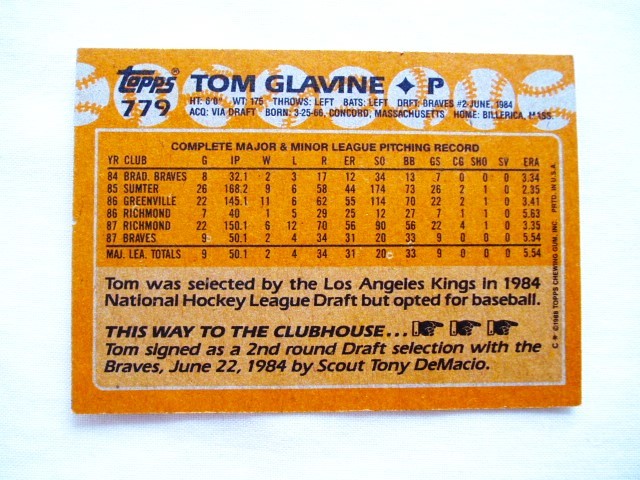 Topps® TOM GLAVINE ✦ P
779 HT: 6'0" WT: 175 THROWS: LEFT BATS: LEFT DRFT: BRAVES #2-JUNE, 1984
ACQ: VIA DRAFT BORN: 3-25-66, CONCORD, MASSACHUSETTS HOME: BILLERICA, MASS.
COMPLETE MAJOR & MINOR LEAGUE PITCHING RECORD
YR CLUB G IP W L R ER SO BB GS CG SHO SV ERA
84 BRAD. BRAVES 8 32.1 2 3 17 12 34 13 7 0 0 0 3.34
85 SUMTER 26 168.2 9 6 58 44 174 73 26 2 1 0 2.35
86 GREENVILLE 22 145.1 11 6 62 55 114 70 22 2 1 0 3.41
86 RICHMOND 7 40 1 5 29 25 12 27 7 1 1 0 5.63
87 RICHMOND 22 150.1 6 12 70 56 90 56 22 4 1 0 3.35
87 BRAVES 9 50.1 2 4 34 31 20 33 9 0 0 0 5.54
MAJ. LEA. TOTALS 9 50.1 2 4 34 31 20 33 9 0 0 0 5.54
Tom was selected by the Los Angeles Kings in 1984
National Hockey League Draft but opted for baseball.
THIS WAY TO THE CLUBHOUSE...
Tom signed as a 2nd round Draft selection with the
Braves, June 22, 1984 by Scout Tony DeMacio.
©1988 TOPPS CHEWING GUM, INC. PRTD. IN U.S.A.